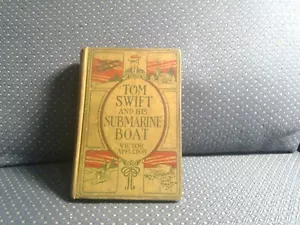 TOM
SWIFT
AND HIS
SUBMARINE
BOAT
VICTOR
APPLETON